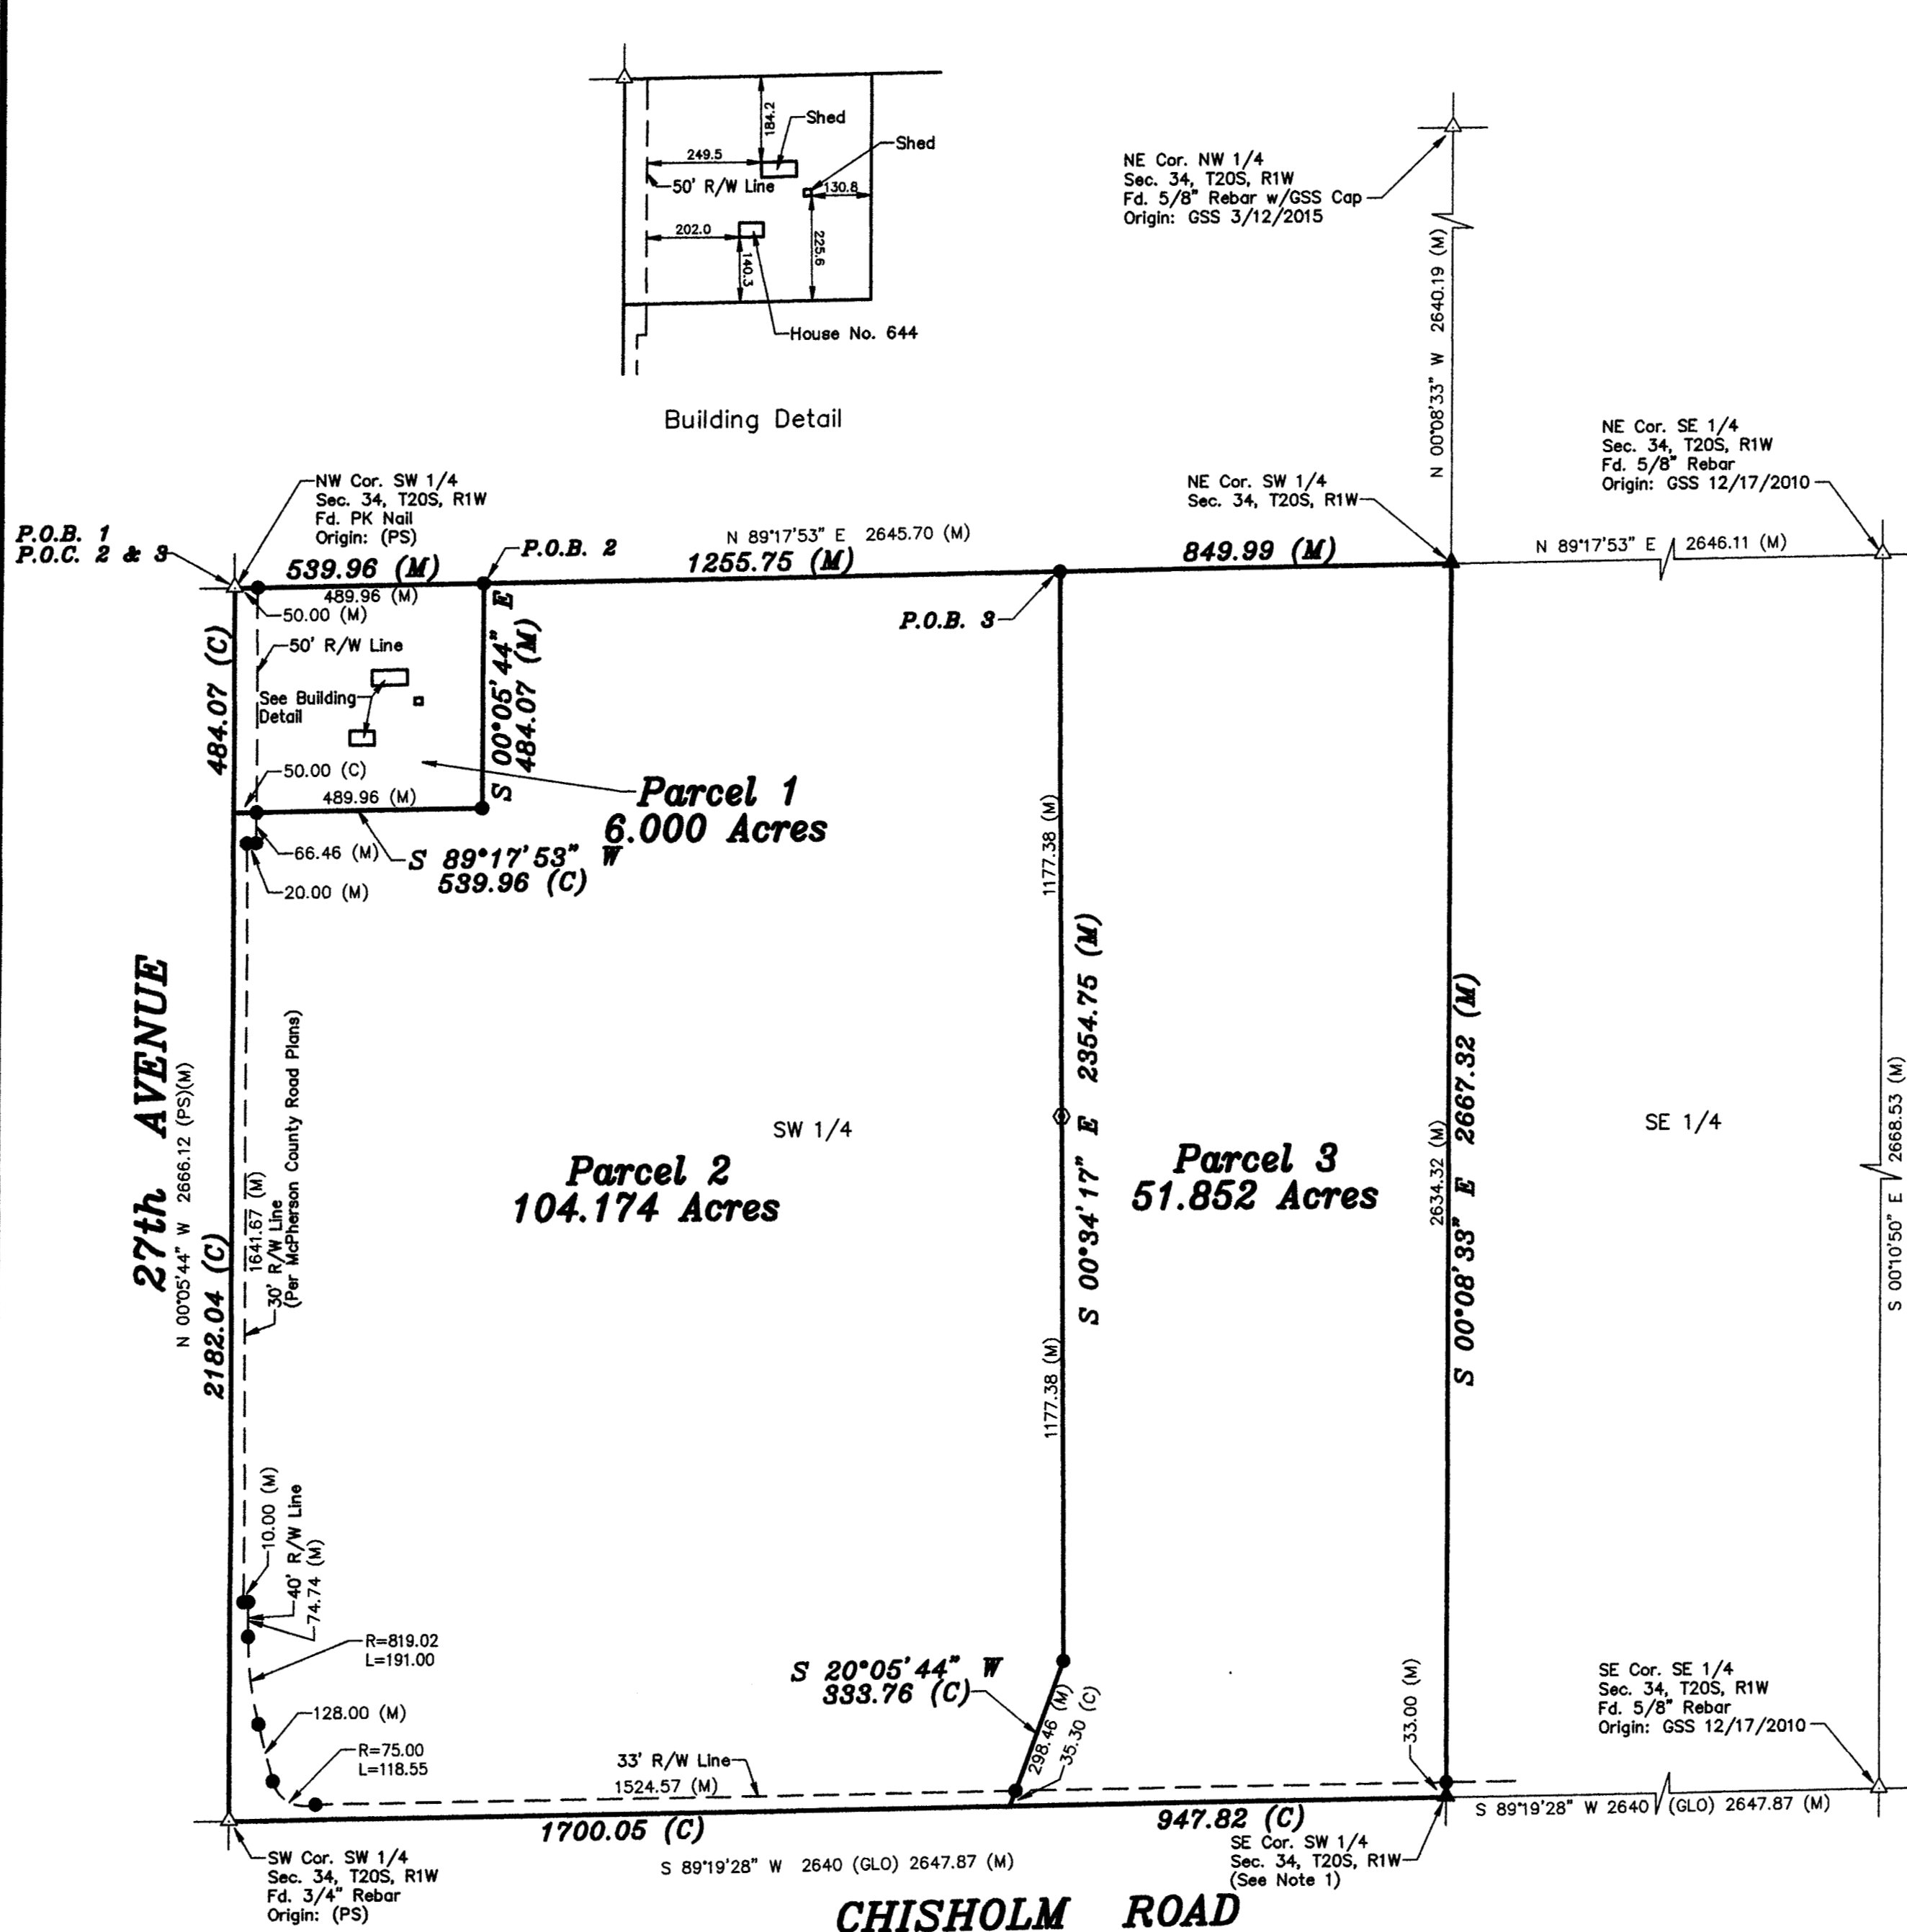 184.2
Shed
Shed
249.5
50' R/W Line
130.8
202.0
225.6
140.3
House No. 644
Building Detail
NE Cor. NW 1/4
Sec. 34, T20S, R1W
Fd. 5/8" Rebar w/GSS Cap
Origin: GSS 3/12/2015
N 00°08'33" W 2640.19 (M)
NE Cor. SE 1/4
Sec. 34, T20S, R1W
Fd. 5/8" Rebar
Origin: GSS 12/17/2010
NW Cor. SW 1/4
Sec. 34, T20S, R1W
Fd. PK Nail
Origin: (PS)
NE Cor. SW 1/4
Sec. 34, T20S, R1W
P.O.B. 1
P.O.C. 2 & 3
P.O.B. 2
N 89°17'53" E 2645.70 (M)
N 89°17'53" E 2646.11 (M)
539.96 (M)
1255.75 (M)
849.99 (M)
489.96 (M)
50.00 (M)
P.O.B. 3
50' R/W Line
484.07 (C)
S 00°05'44" E
484.07 (M)
See Building
Detail
50.00 (C)
489.96 (M)
Parcel 1
6.000 Acres
66.46 (M)
S 89°17'53" W
539.96 (C)
20.00 (M)
1177.38 (M)
27th AVENUE
N 00°05'44" W 2666.12 (PS)(M)
2182.04 (C)
1641.67 (M)
30' R/W Line
(Per McPherson County Road Plans)
S 00°34'17" E 2354.75 (M)
SW 1/4
Parcel 2
104.174 Acres
Parcel 3
51.852 Acres
2634.32 (M)
S 00°08'33" E 2667.32 (M)
SE 1/4
S 00°10'50" E 2668.53 (M)
1177.38 (M)
10.00 (M)
40' R/W Line
74.74 (M)
R=819.02
L=191.00
128.00 (M)
R=75.00
L=118.55
S 20°05'44" W
333.76 (C)
298.46 (M)
35.30 (C)
33.00 (M)
33' R/W Line
1524.57 (M)
SE Cor. SE 1/4
Sec. 34, T20S, R1W
Fd. 5/8" Rebar
Origin: GSS 12/17/2010
S 89°19'28" W 2640 (GLO) 2647.87 (M)
1700.05 (C)
947.82 (C)
SW Cor. SW 1/4
Sec. 34, T20S, R1W
Fd. 3/4" Rebar
Origin: (PS)
S 89°19'28" W 2640 (GLO) 2647.87 (M)
SE Cor. SW 1/4
Sec. 34, T20S, R1W
(See Note 1)
CHISHOLM ROAD